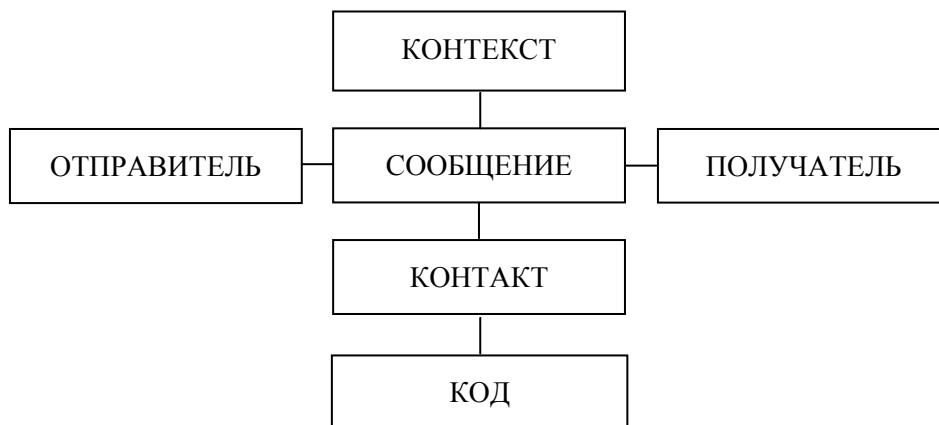 КОНТЕКСТ
ОТПРАВИТЕЛЬ
СООБЩЕНИЕ
ПОЛУЧАТЕЛЬ
КОНТАКТ
КОД